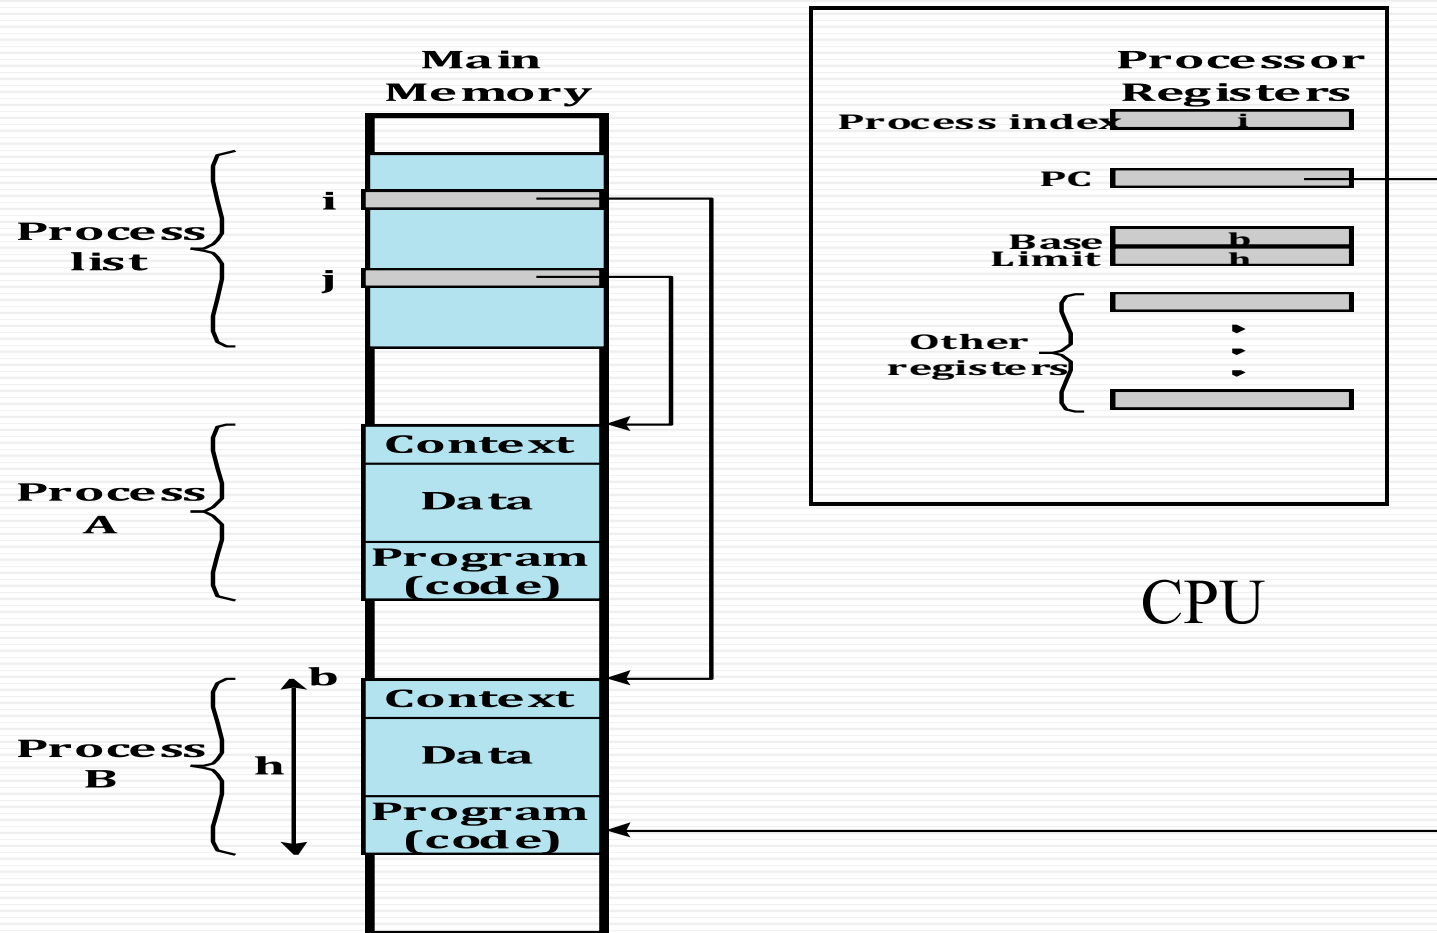 Main
Memory
Process
list
i
j
Process
A
Context
Data
Program
(code)
Process
B
b
h
Context
Data
Program
(code)
Processor
Registers
Process index
i
PC
Base
b
Limit
h
Other
registers
CPU